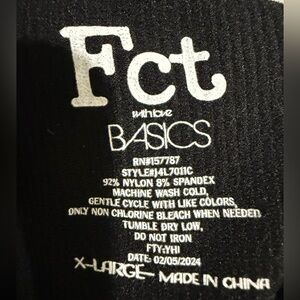 Fct
with love
BASICS
RN#157787
STYLE#J4L7011C
92% NYLON 8% SPANDEX
MACHINE WASH COLD,
GENTLE CYCLE WITH LIKE COLORS,
ONLY NON CHLORINE BLEACH WHEN NEEDED
TUMBLE DRY LOW,
DO NOT IRON
FTY:YHI
DATE: 02/05/2024
X-LARGE- MADE IN CHINA